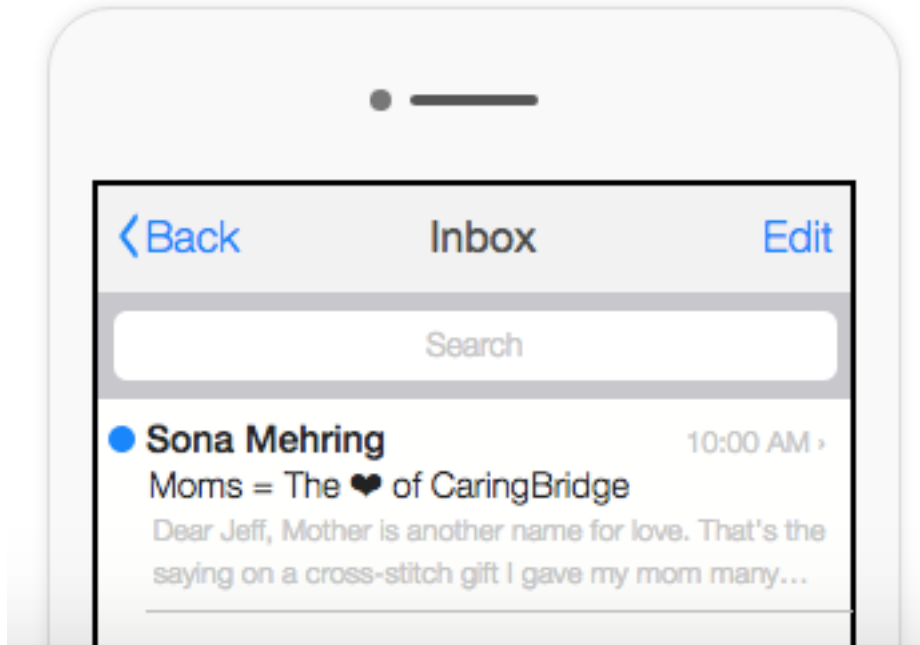 Back Inbox Edit
Search
Sona Mehring 10:00 AM ›
Moms = The ❤ of CaringBridge
Dear Jeff, Mother is another name for love. That's the
saying on a cross-stitch gift I gave my mom many...